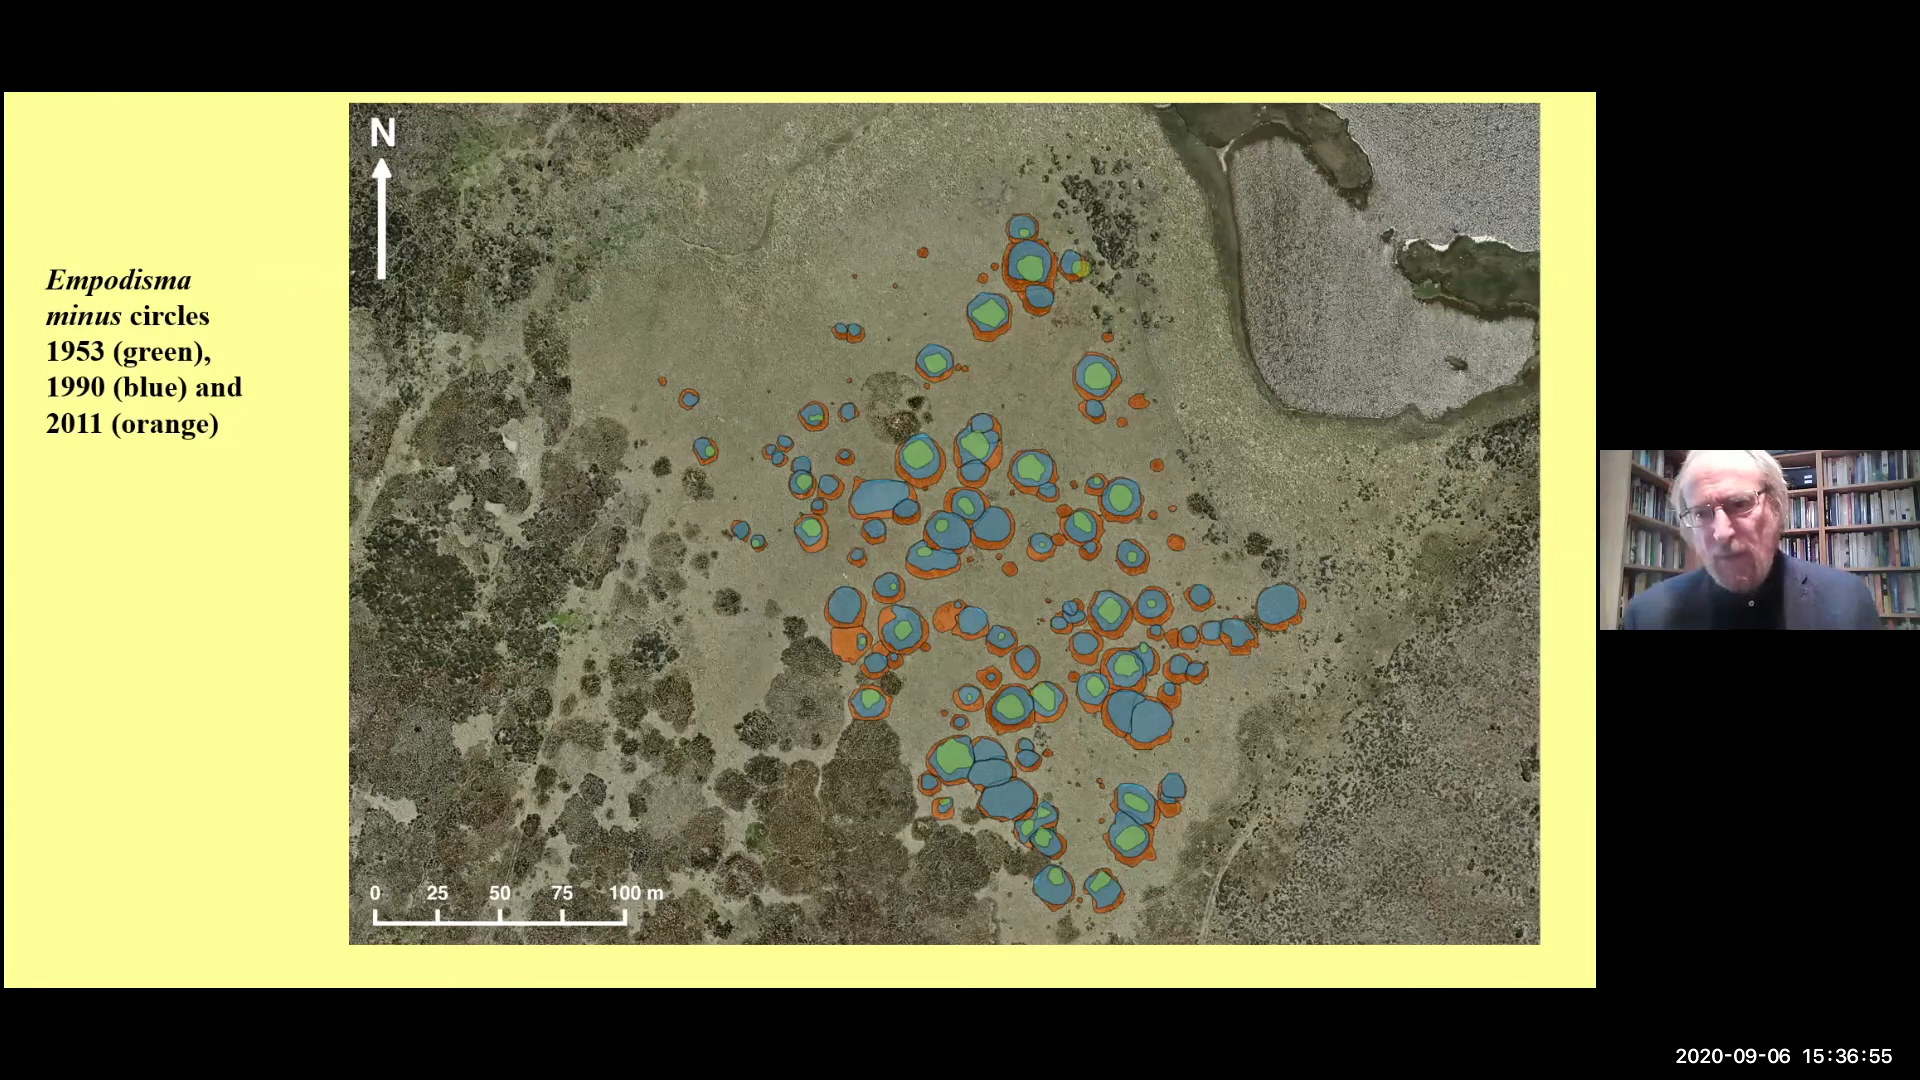 N
Empodisma
minus circles
1953 (green),
1990 (blue) and
2011 (orange)
0 25 50 75 100 m
2020-09-06 15:36:55